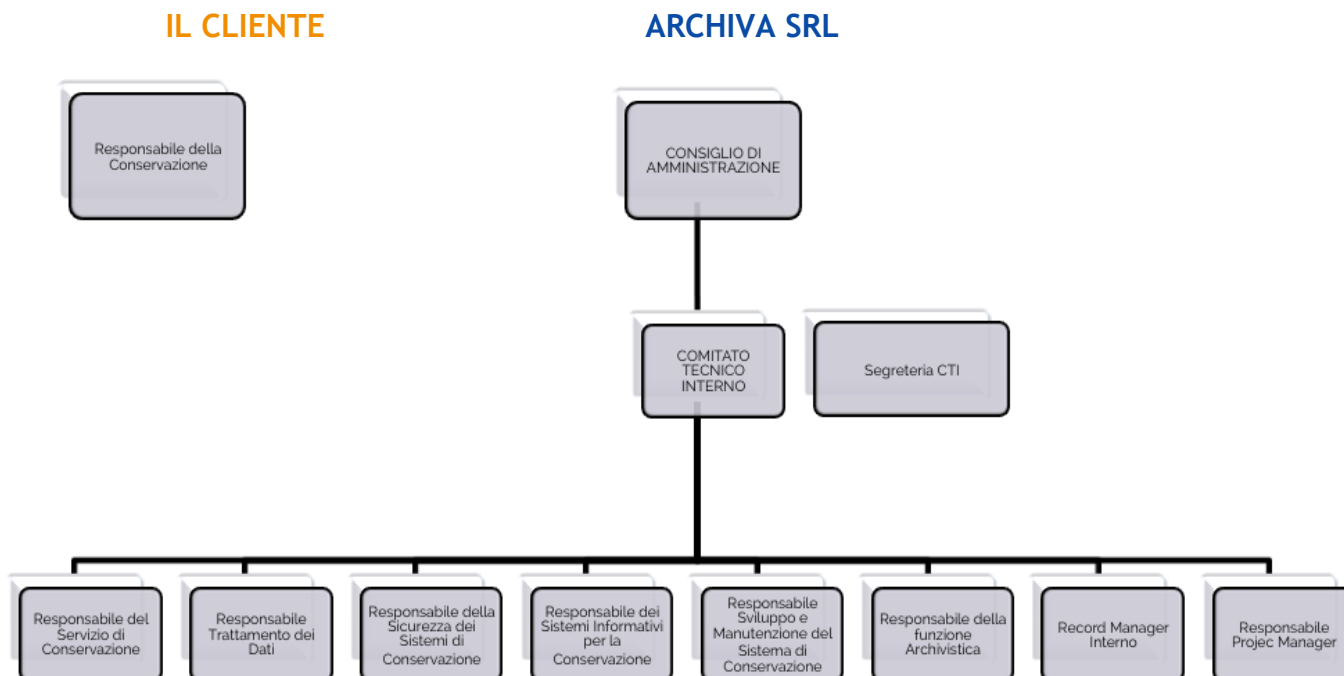 IL CLIENTE
ARCHIVA SRL
Responsabile della
Conservazione
CONSIGLIO DI
AMMINISTRAZIONE
COMITATO
TECNICO
INTERNO
Segreteria CTI
Responsabile del
Servizio di
Conservazione
Responsabile
Trattamento dei
Dati
Responsabile della
Sicurezza dei
Sistemi di
Conservazione
Responsabile dei
Sistemi Informativi
per la
Conservazione
Responsabile
Sviluppo e
Manutenzione del
Sistema di
Conservazione
Responsabile della
funzione
Archivistica
Record Manager
Interno
Responsabile
Projec Manager